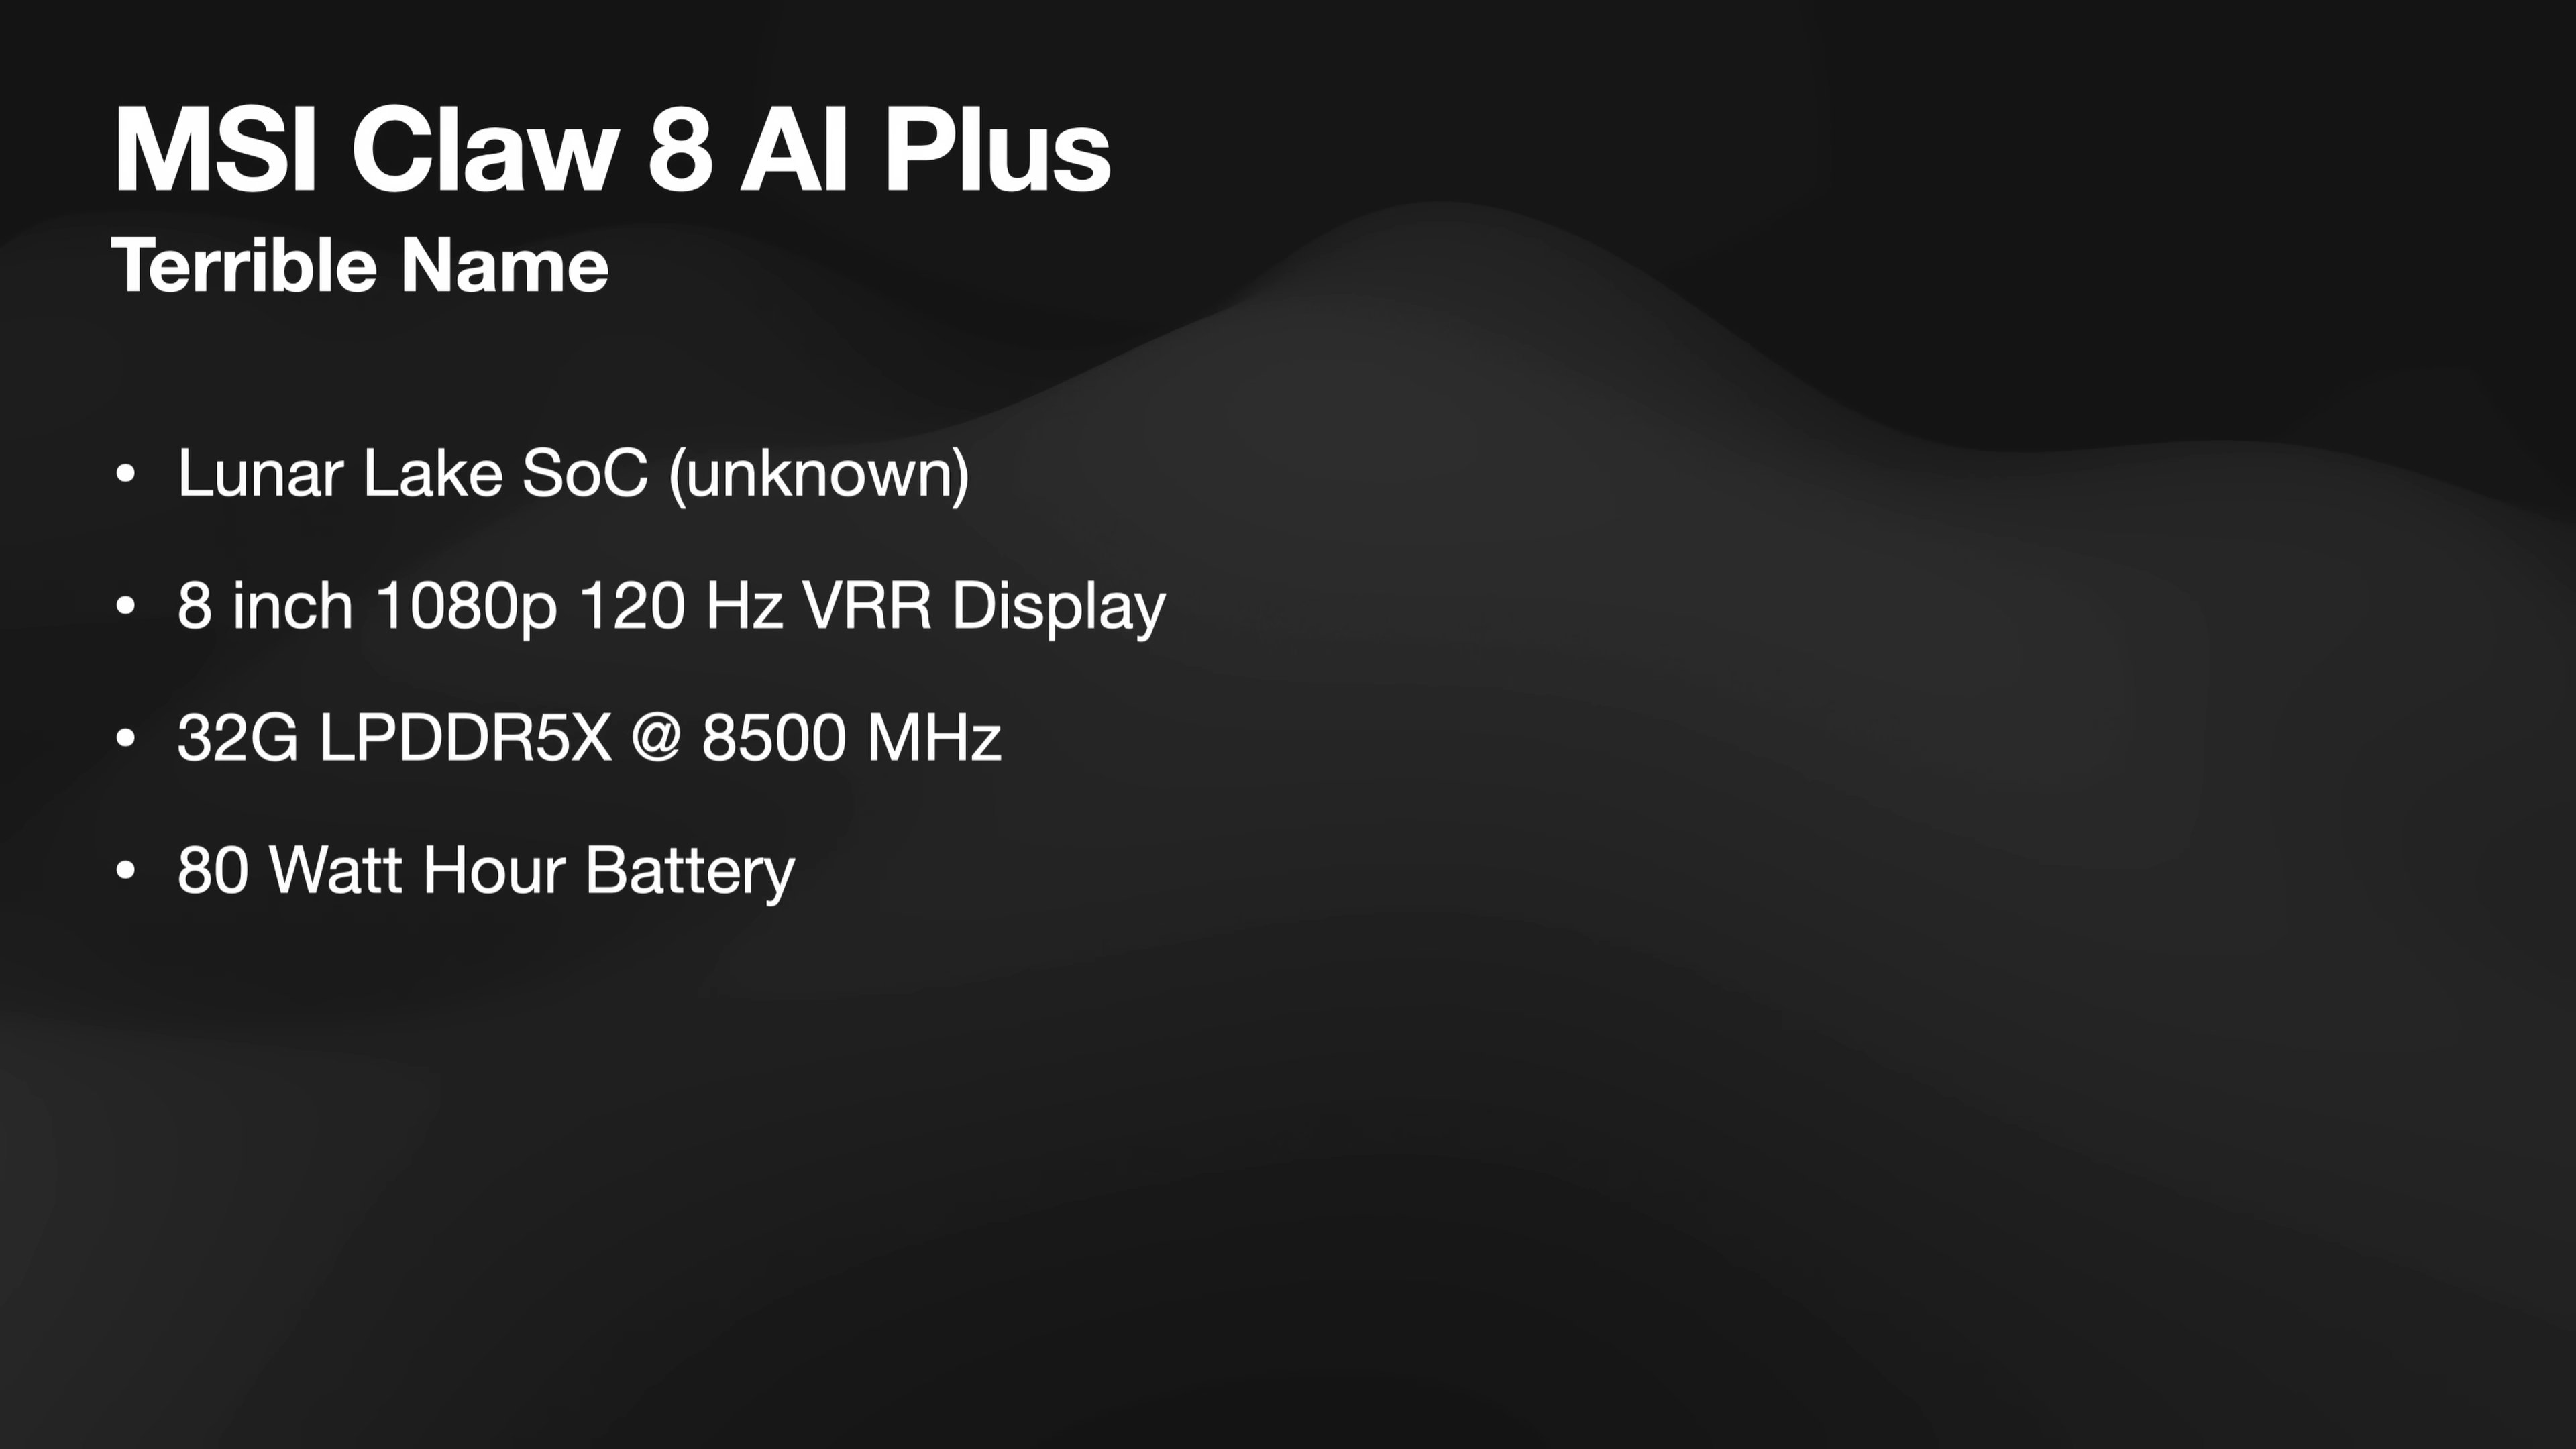 MSI Claw 8 AI Plus
Terrible Name
• Lunar Lake SoC (unknown)
• 8 inch 1080p 120 Hz VRR Display
• 32G LPDDR5X @ 8500 MHz
• 80 Watt Hour Battery